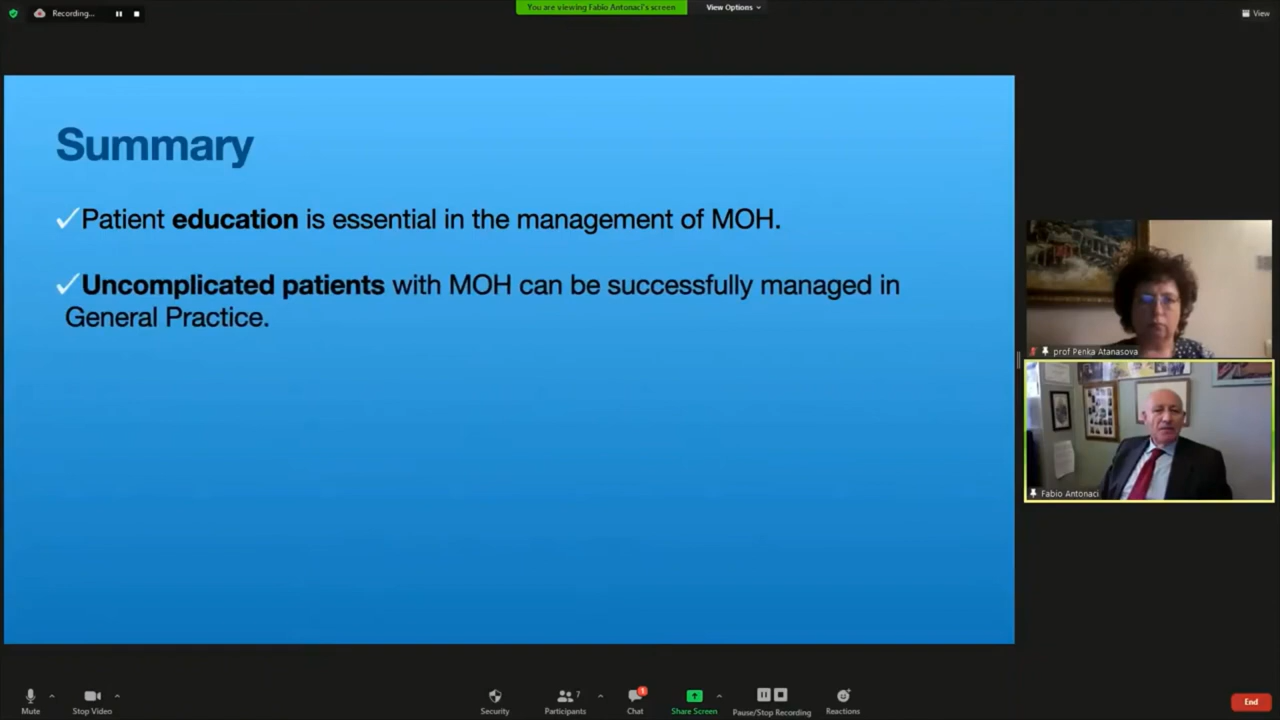 Recording...
You are viewing Fabio Antonaci's screen
View Options
View
Summary
✓Patient education is essential in the management of MOH.
✓Uncomplicated patients with MOH can be successfully managed in
General Practice.
prof Penka Atanasova
Fabio Antonaci
Mute
Stop Video
Security
Participants
7
Chat
1
Share Screen
Pause/Stop Recording
Reactions
End